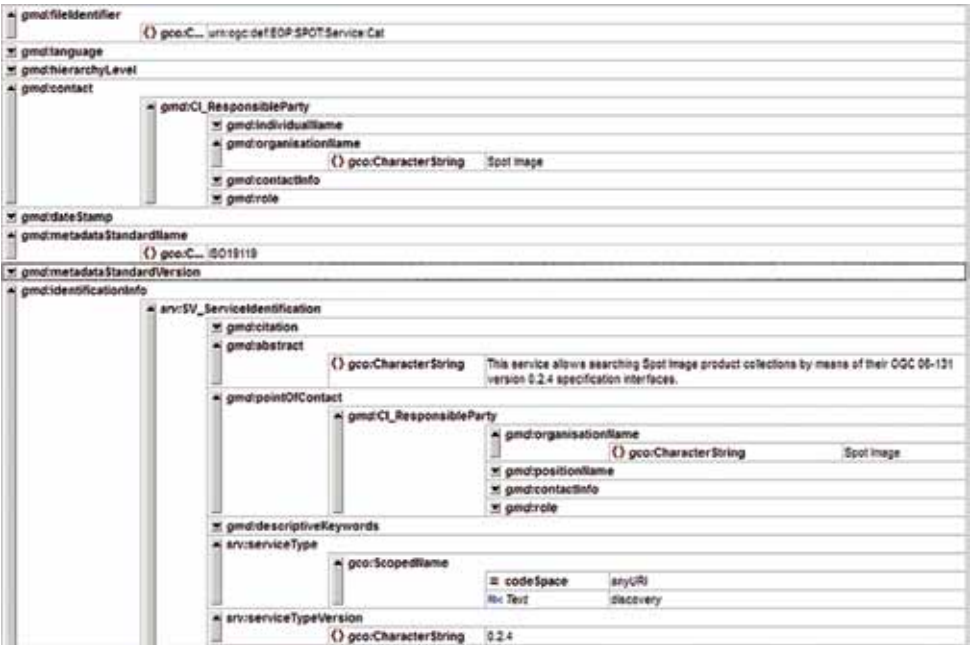 gmd:fileIdentifier
{} gco:C... urn:ogc:def:EOP:SPOT:Service:Cat
gmd:language
gmd:hierarchyLevel
gmd:contact
gmd:CI_ResponsibleParty
gmd:individualName
gmd:organisationName
{} gco:CharacterString Spot Image
gmd:contactInfo
gmd:role
gmd:dateStamp
gmd:metadataStandardName
{} gco:C... ISO19119
gmd:metadataStandardVersion
gmd:identificationInfo
srv:SV_ServiceIdentification
gmd:citation
gmd:abstract
{} gco:CharacterString This service allows searching Spot Image product collections by means of their OGC 06-131
version 0.2.4 specification interfaces.
gmd:pointOfContact
gmd:CI_ResponsibleParty
gmd:organisationName
{} gco:CharacterString Spot Image
gmd:positionName
gmd:contactInfo
gmd:role
gmd:descriptiveKeywords
srv:serviceType
gco:ScopedName
= codeSpace anyURI
Abc Text discovery
srv:serviceTypeVersion
{} gco:CharacterString 0.2.4